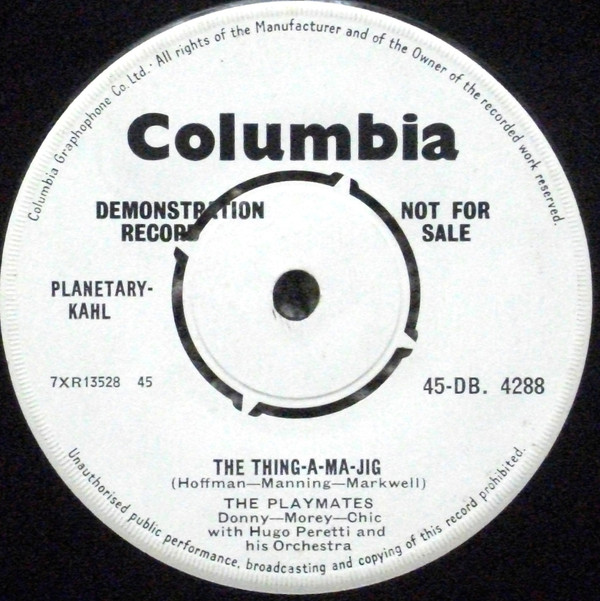 Columbia Graphophone Co. Ltd. · All rights of the Manufacturer and of the Owner of the recorded work reserved.
Columbia
DEMONSTRATION
RECORD
NOT FOR
SALE
PLANETARY-
KAHL
7XR13528 45
45-DB. 4288
THE THING-A-MA-JIG
(Hoffman—Manning—Markwell)
THE PLAYMATES
Donny—Morey—Chic
with Hugo Peretti and
his Orchestra
Unauthorised public performance, broadcasting and copying of this record prohibited.